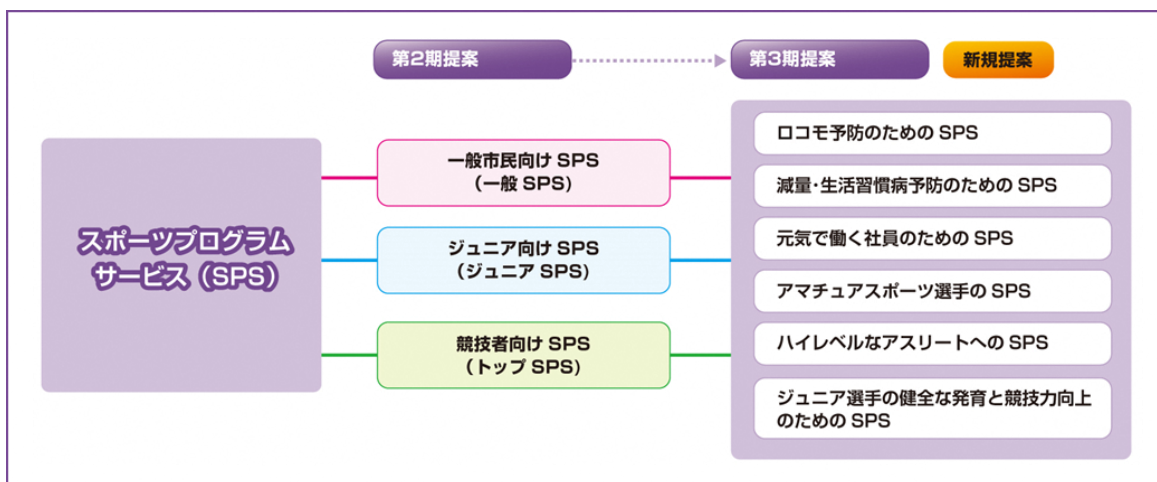 第2期提案
第3期提案
新規提案
スポーツプログラム
サービス（SPS）
一般市民向け SPS
（一般 SPS）
ジュニア向け SPS
（ジュニア SPS）
競技者向け SPS
（トップ SPS）
ロコモ予防のための SPS
減量・生活習慣病予防のための SPS
元気で働く社員のための SPS
アマチュアスポーツ選手の SPS
ハイレベルなアスリートへの SPS
ジュニア選手の健全な発育と競技力向上
のための SPS